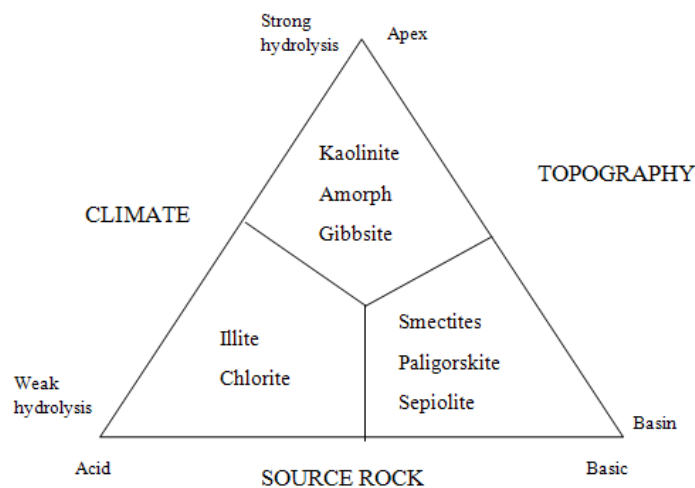 Strong
hydrolysis
Apex
Kaolinite
Amorph
Gibbsite
TOPOGRAPHY
CLIMATE
Illite
Chlorite
Smectites
Paligorskite
Sepiolite
Weak
hydrolysis
Basin
Acid
SOURCE ROCK
Basic